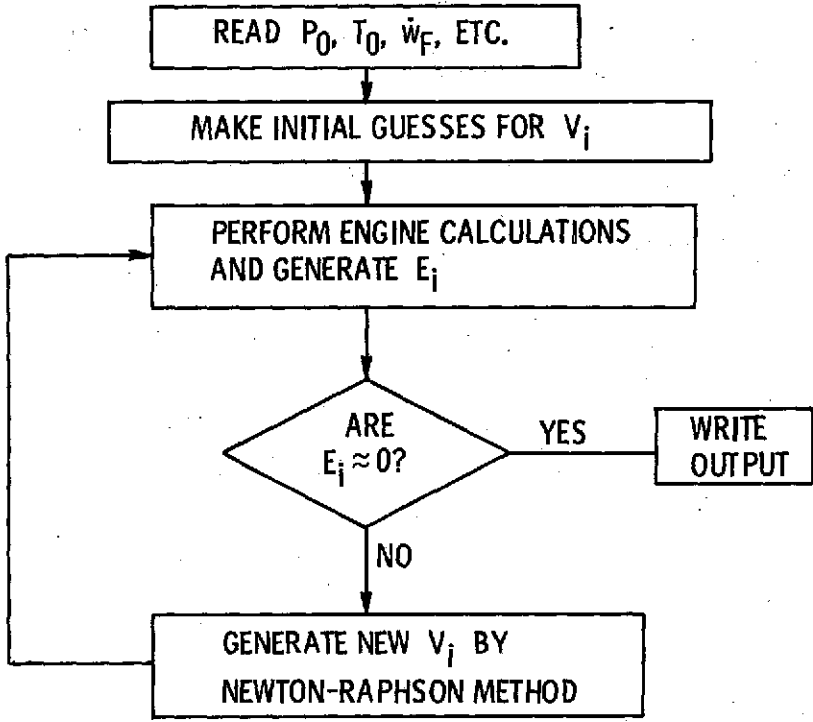 READ P0, T0, ẇF, ETC.
MAKE INITIAL GUESSES FOR Vi
PERFORM ENGINE CALCULATIONS
AND GENERATE Ei
ARE
Ei ≈ 0?
YES
WRITE
OUTPUT
NO
GENERATE NEW Vi BY
NEWTON-RAPHSON METHOD